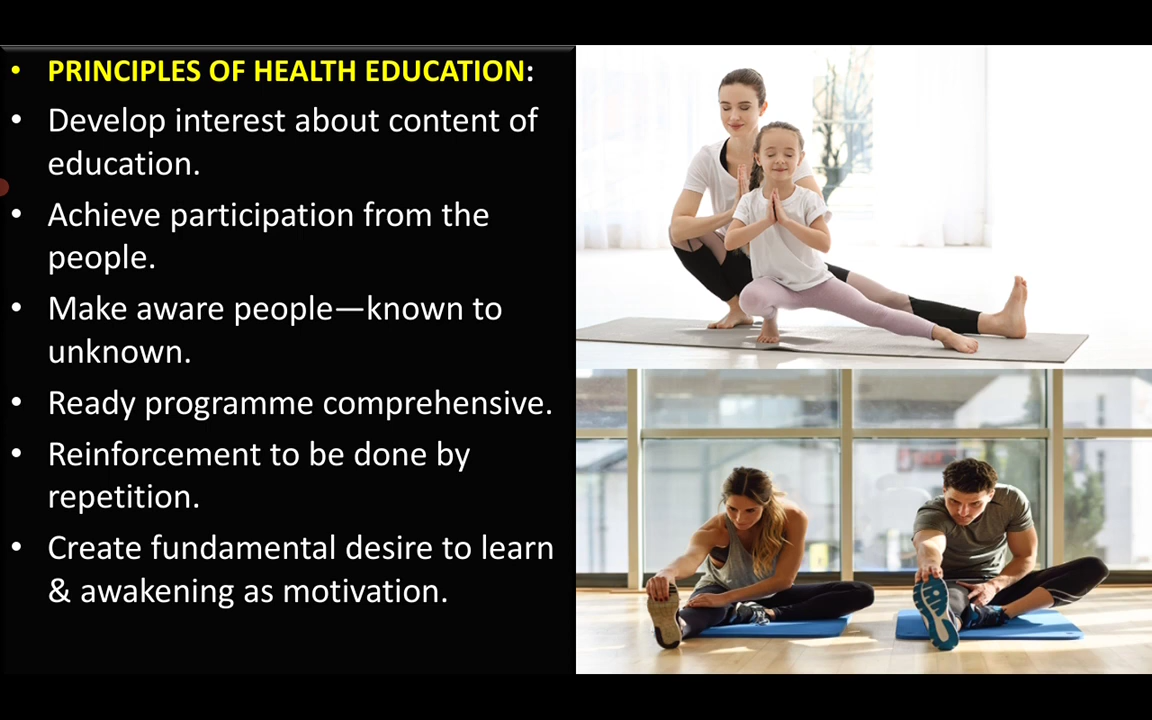 • PRINCIPLES OF HEALTH EDUCATION:
• Develop interest about content of
education.
• Achieve participation from the
people.
• Make aware people—known to
unknown.
• Ready programme comprehensive.
• Reinforcement to be done by
repetition.
• Create fundamental desire to learn
& awakening as motivation.